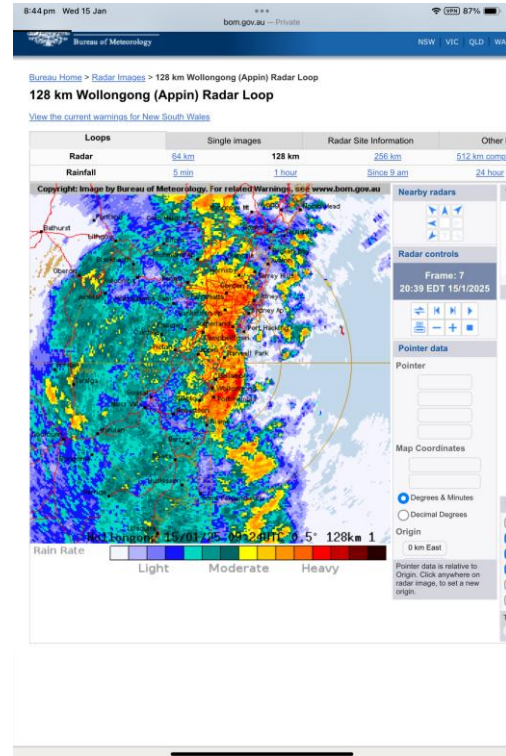 8:44 pm Wed 15 Jan
VPN 87%
bom.gov.au — Private
Bureau of Meteorology
NSW VIC QLD WA
Bureau Home > Radar Images > 128 km Wollongong (Appin) Radar Loop
128 km Wollongong (Appin) Radar Loop
View the current warnings for New South Wales
Loops Single images Radar Site Information Other
Radar 64 km 128 km 256 km 512 km comp
Rainfall 5 min 1 hour Since 9 am 24 hour
Copyright: Image by Bureau of Meteorology. For related Warnings, see www.bom.gov.au
Bathurst
Lithgow
Oberon
Hornsby
Port Hacking
Stanwell Park
Wollongong 15/01/25 09:24UTC 0.5° 128km 1
Rain Rate
Light Moderate Heavy
Nearby radars
Radar controls
Frame: 7
20:39 EDT 15/1/2025
Pointer data
Pointer
Map Coordinates
Degrees & Minutes
Decimal Degrees
Origin
0 km East
Pointer data is relative to
Origin. Click anywhere on
radar image, to set a new
origin.